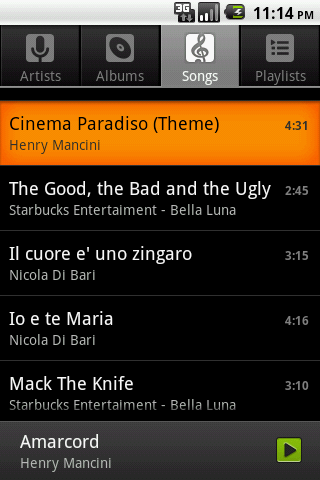 3G 11:14 PM
Artists Albums Songs Playlists
Cinema Paradiso (Theme) 4:31
Henry Mancini
The Good, the Bad and the Ugly 2:45
Starbucks Entertaiment - Bella Luna
Il cuore e' uno zingaro 3:15
Nicola Di Bari
Io e te Maria 4:16
Nicola Di Bari
Mack The Knife 3:10
Starbucks Entertaiment - Bella Luna
Amarcord
Henry Mancini